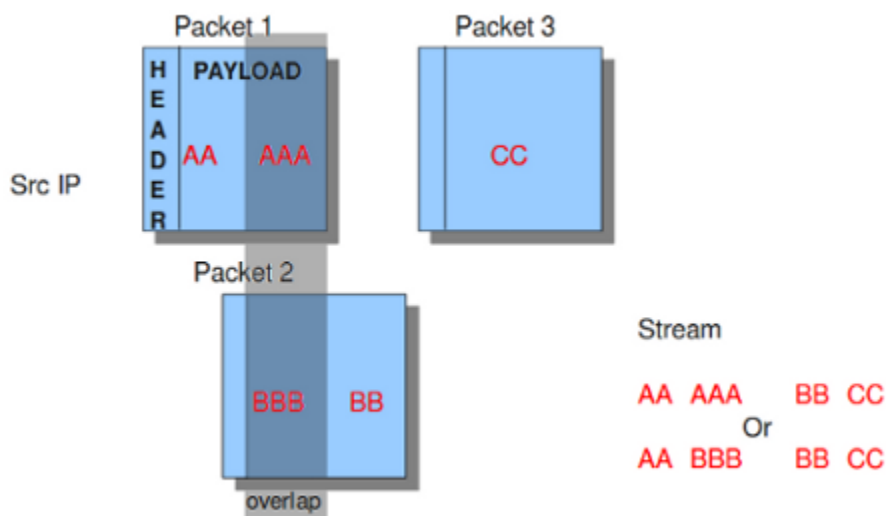 Packet 1
Packet 3
HEADER
PAYLOAD
AA AAA
CC
Src IP
Packet 2
BBB BB
overlap
Stream
AA AAA BB CC
Or
AA BBB BB CC